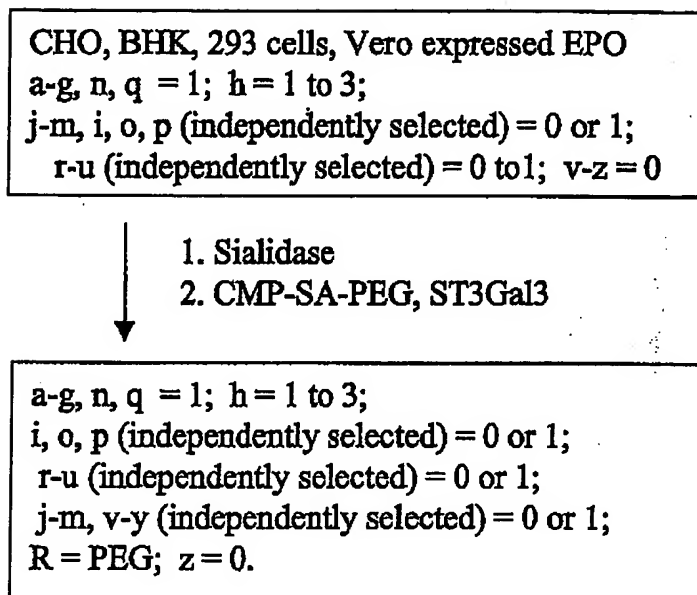 CHO, BHK, 293 cells, Vero expressed EPO
a-g, n, q = 1; h = 1 to 3;
j-m, i, o, p (independently selected) = 0 or 1;
r-u (independently selected) = 0 to1; v-z = 0
1. Sialidase
2. CMP-SA-PEG, ST3Gal3
a-g, n, q = 1; h = 1 to 3;
i, o, p (independently selected) = 0 or 1;
r-u (independently selected) = 0 or 1;
j-m, v-y (independently selected) = 0 or 1;
R = PEG; z = 0.